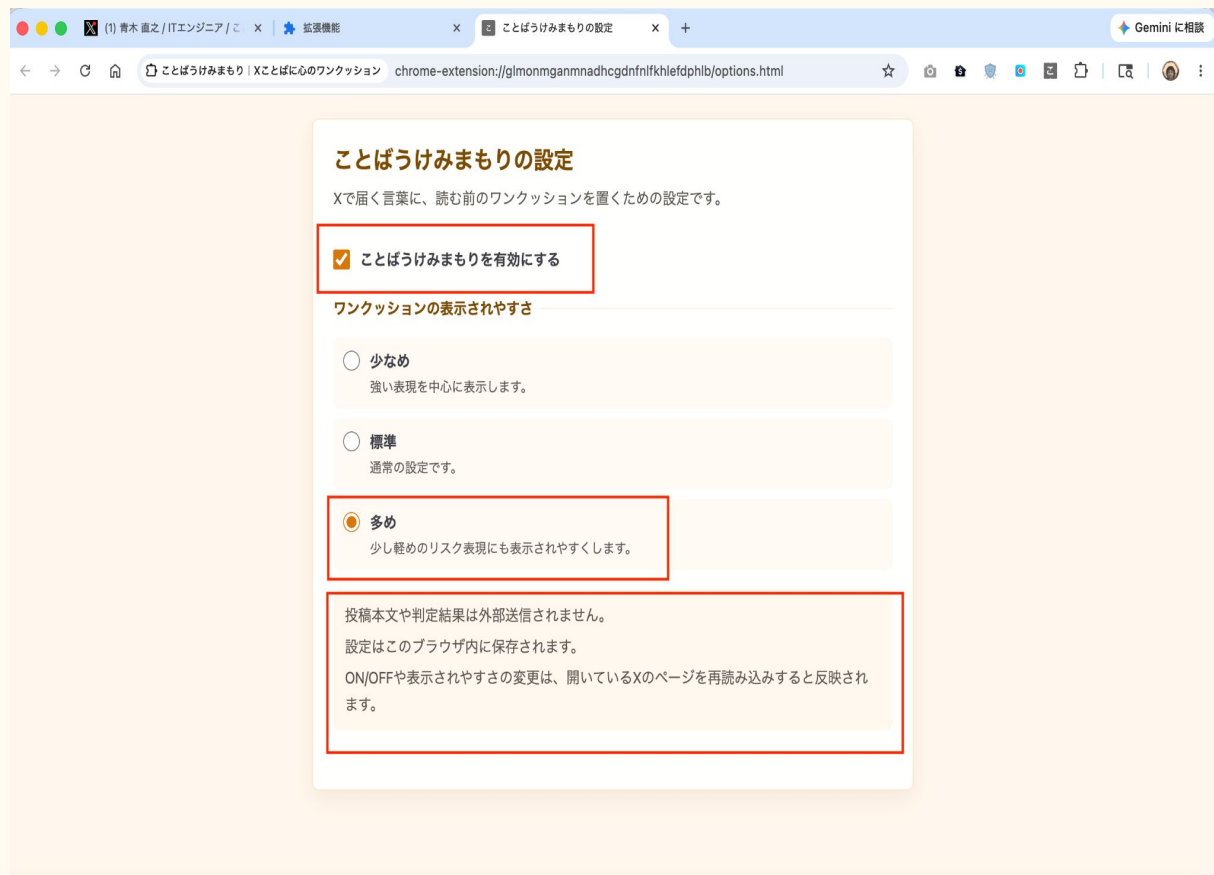 (1) 青木 直之 / ITエンジニア / こ
拡張機能
ことばうけみまもりの設定
Gemini に相談
ことばうけみまもり | Xことばに心のワンクッション
chrome-extension://glmonmganmnadhcgdnfnlfkhlefdphlb/options.html
ことばうけみまもりの設定
Xで届く言葉に、読む前のワンクッションを置くための設定です。
ことばうけみまもりを有効にする
ワンクッションの表示されやすさ
少なめ
強い表現を中心に表示します。
標準
通常の設定です。
多め
少し軽めのリスク表現にも表示されやすくします。
投稿本文や判定結果は外部送信されません。
設定はこのブラウザ内に保存されます。
ON/OFFや表示されやすさの変更は、開いているXのページを再読み込みすると反映され
ます。